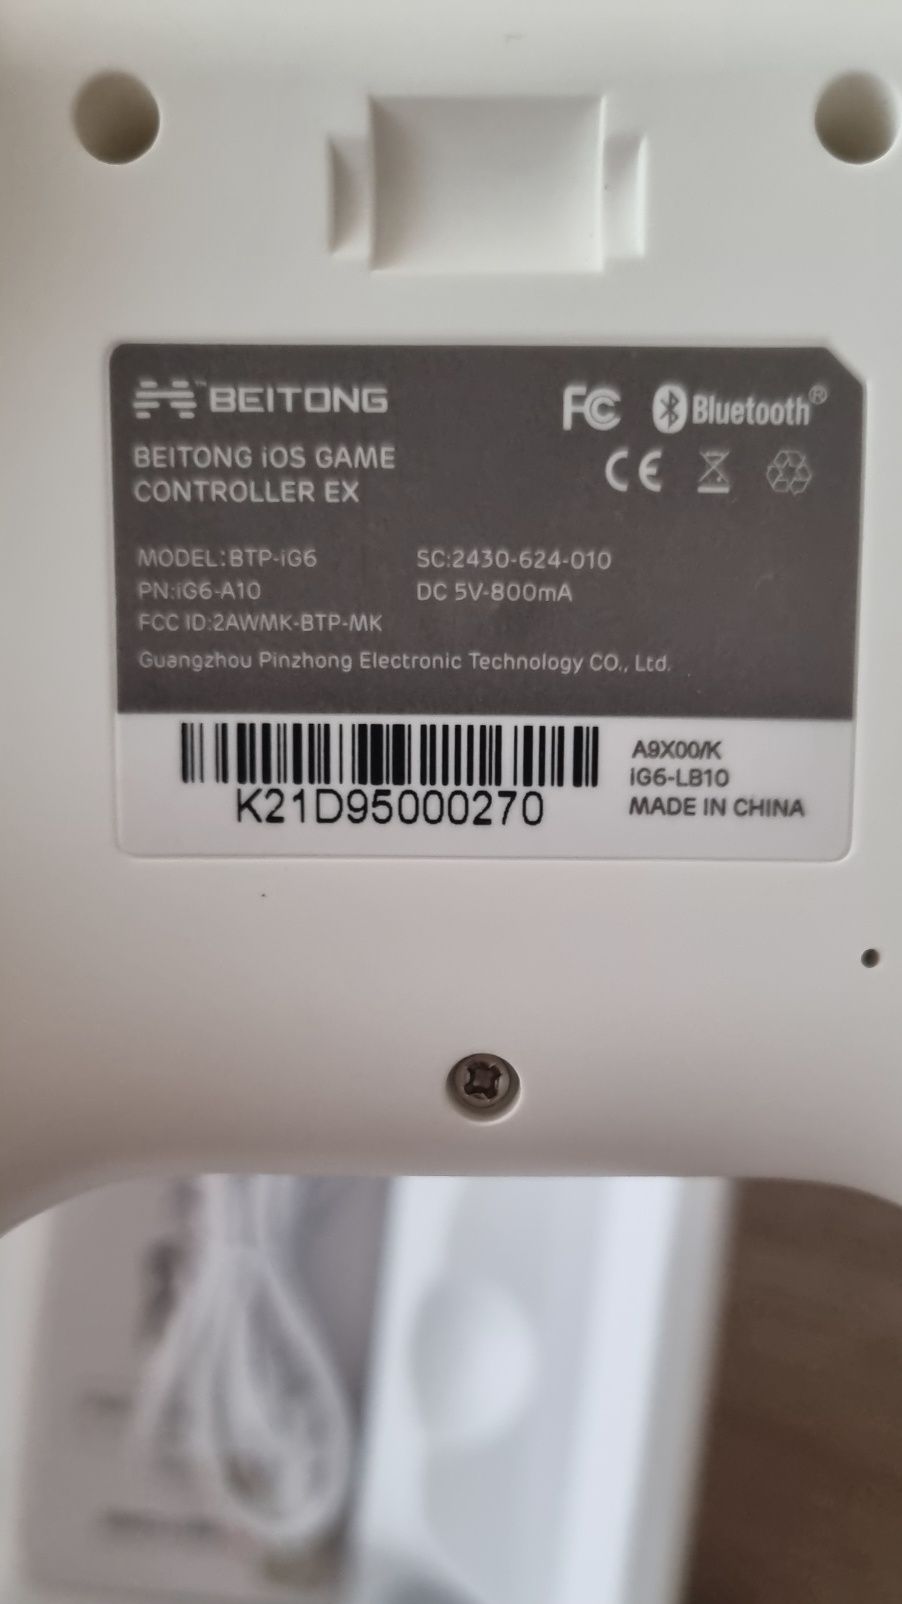 ™BEITONG
FC Bluetooth®
BEITONG iOS GAME
CONTROLLER EX
CE
MODEL:BTP-iG6
SC:2430-624-010
PN:iG6-A10
DC 5V-800mA
FCC ID:2AWMK-BTP-MK
Guangzhou Pinzhong Electronic Technology CO., Ltd.
K21D95000270
A9X00/K
iG6-LB10
MADE IN CHINA